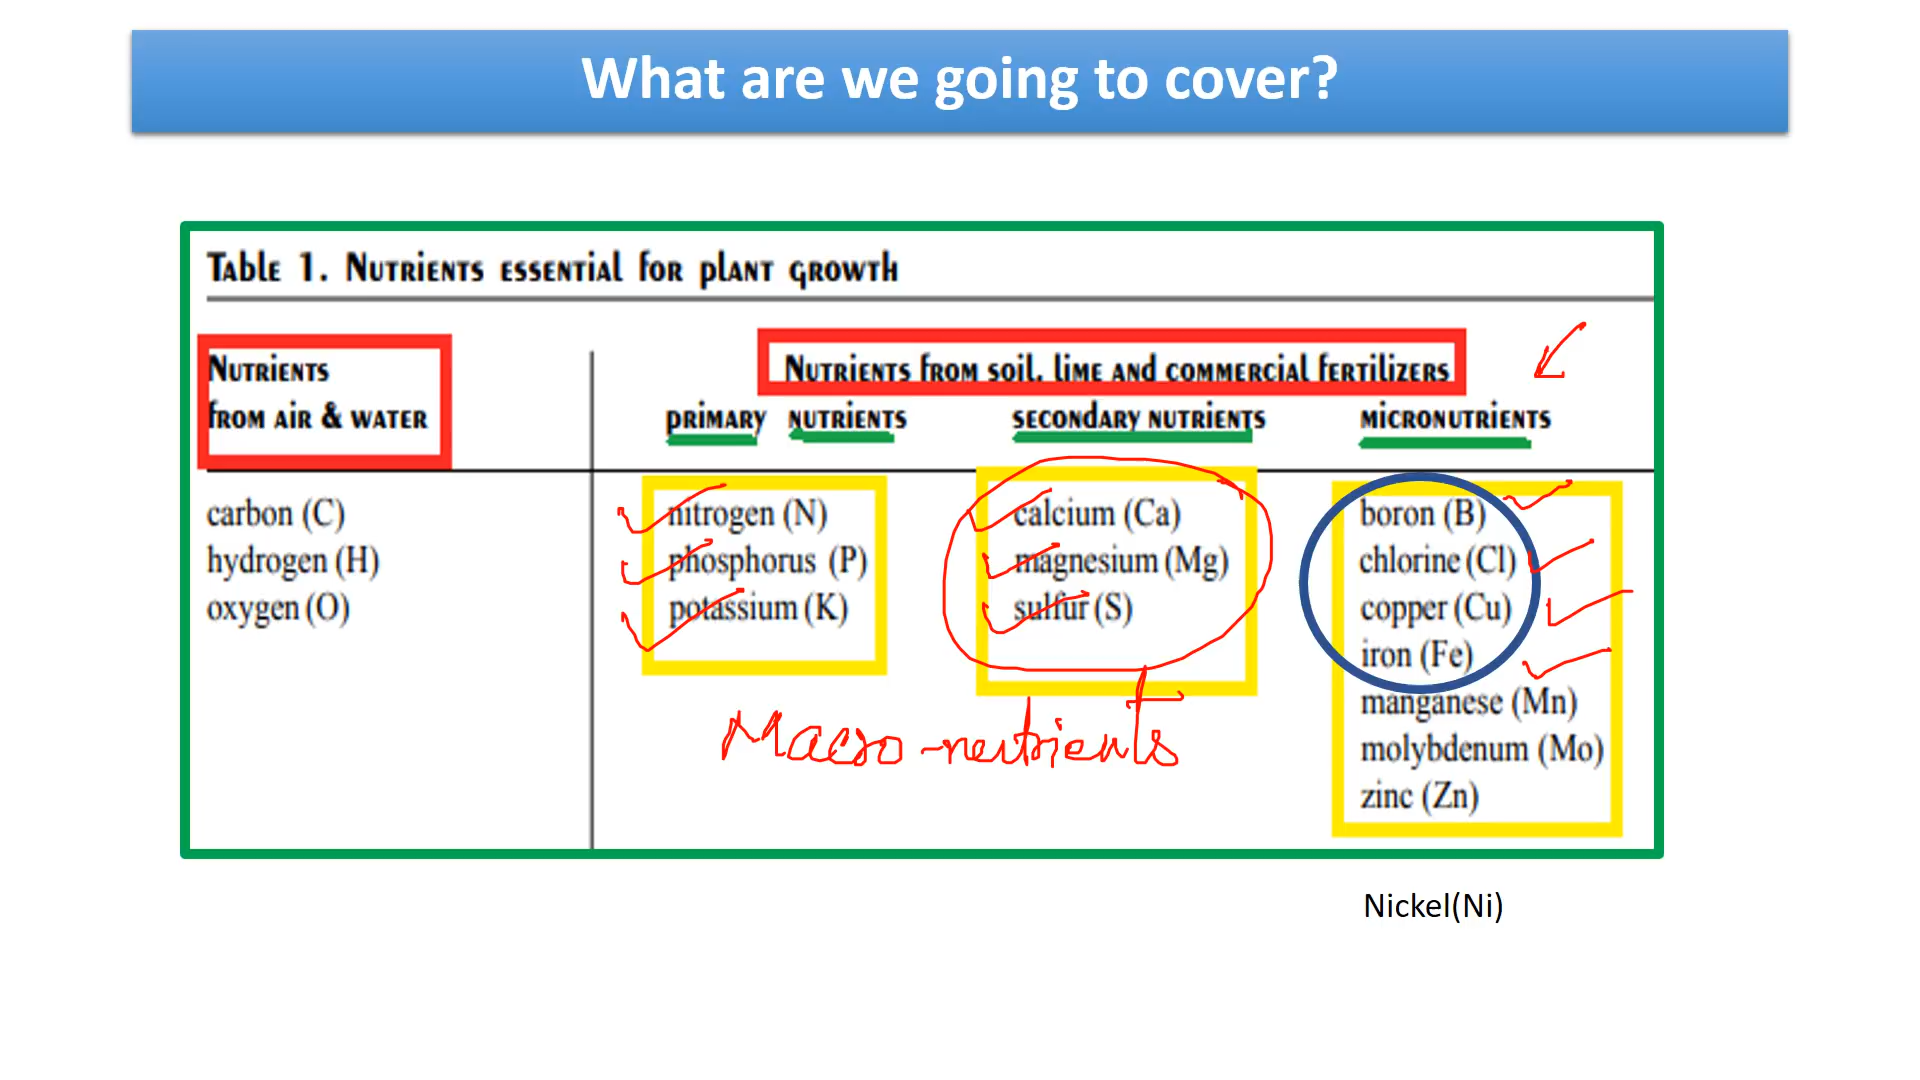 What are we going to cover?
Table 1. Nutrients essential for plant growth
Nutrients from air & water
Nutrients from soil, lime and commercial fertilizers
primary nutrients secondary nutrients micronutrients
carbon (C) nitrogen (N) calcium (Ca) boron (B)
hydrogen (H) phosphorus (P) magnesium (Mg) chlorine (Cl)
oxygen (O) potassium (K) sulfur (S) copper (Cu)
iron (Fe)
manganese (Mn)
Macro-nutrients
molybdenum (Mo)
zinc (Zn)
Nickel(Ni)